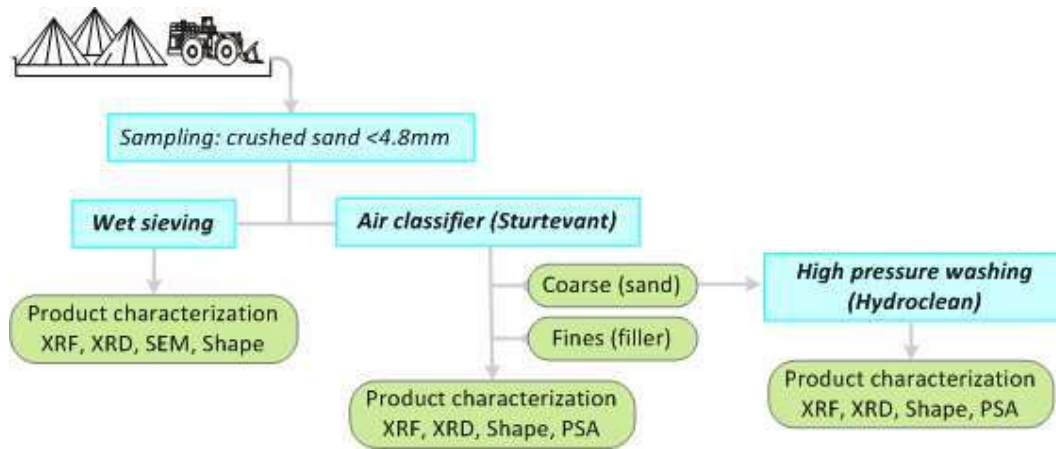 Sampling: crushed sand <4.8mm
Wet sieving
Air classifier (Sturtevant)
Coarse (sand)
High pressure washing
(Hydroclean)
Product characterization
XRF, XRD, SEM, Shape
Fines (filler)
Product characterization
XRF, XRD, Shape, PSA
Product characterization
XRF, XRD, Shape, PSA